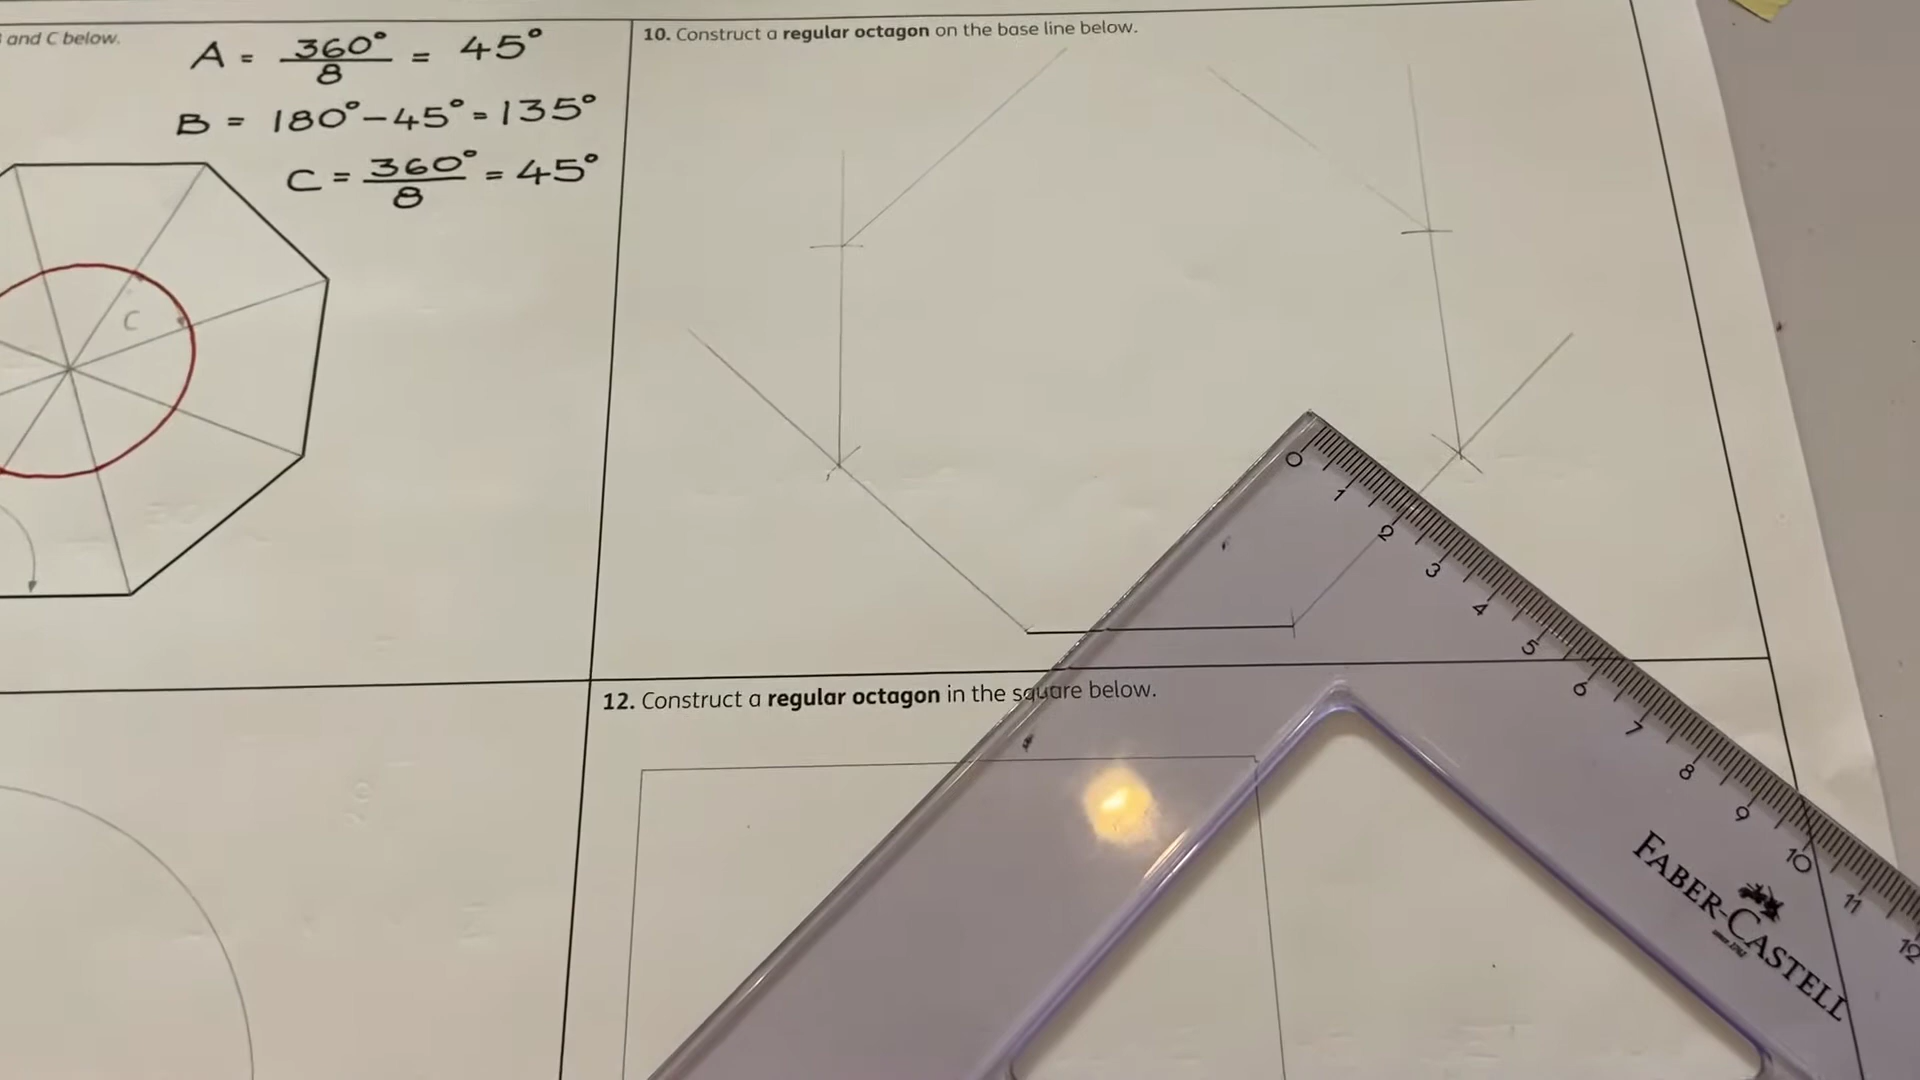 and C below.
A = 360°/8 = 45°
B = 180° – 45° = 135°
C = 360°/8 = 45°
C
10. Construct a regular octagon on the base line below.
12. Construct a regular octagon in the square below.
0 1 2 3 4 5 6 7 8 9 10 11 12
FABER-CASTELL
since 1761